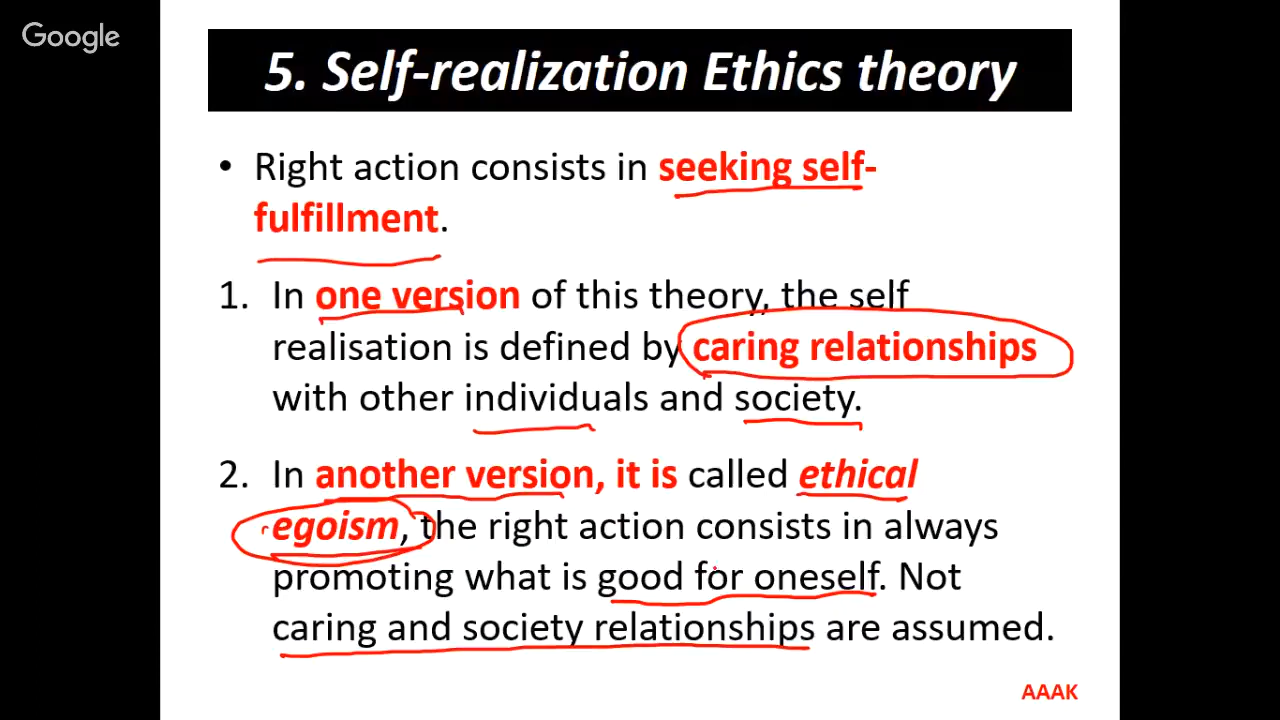 Google
5. Self-realization Ethics theory
• Right action consists in seeking self-
fulfillment.
1. In one version of this theory, the self
realisation is defined by caring relationships
with other individuals and society.
2. In another version, it is called ethical
egoism, the right action consists in always
promoting what is good for oneself. Not
caring and society relationships are assumed.
AAAK